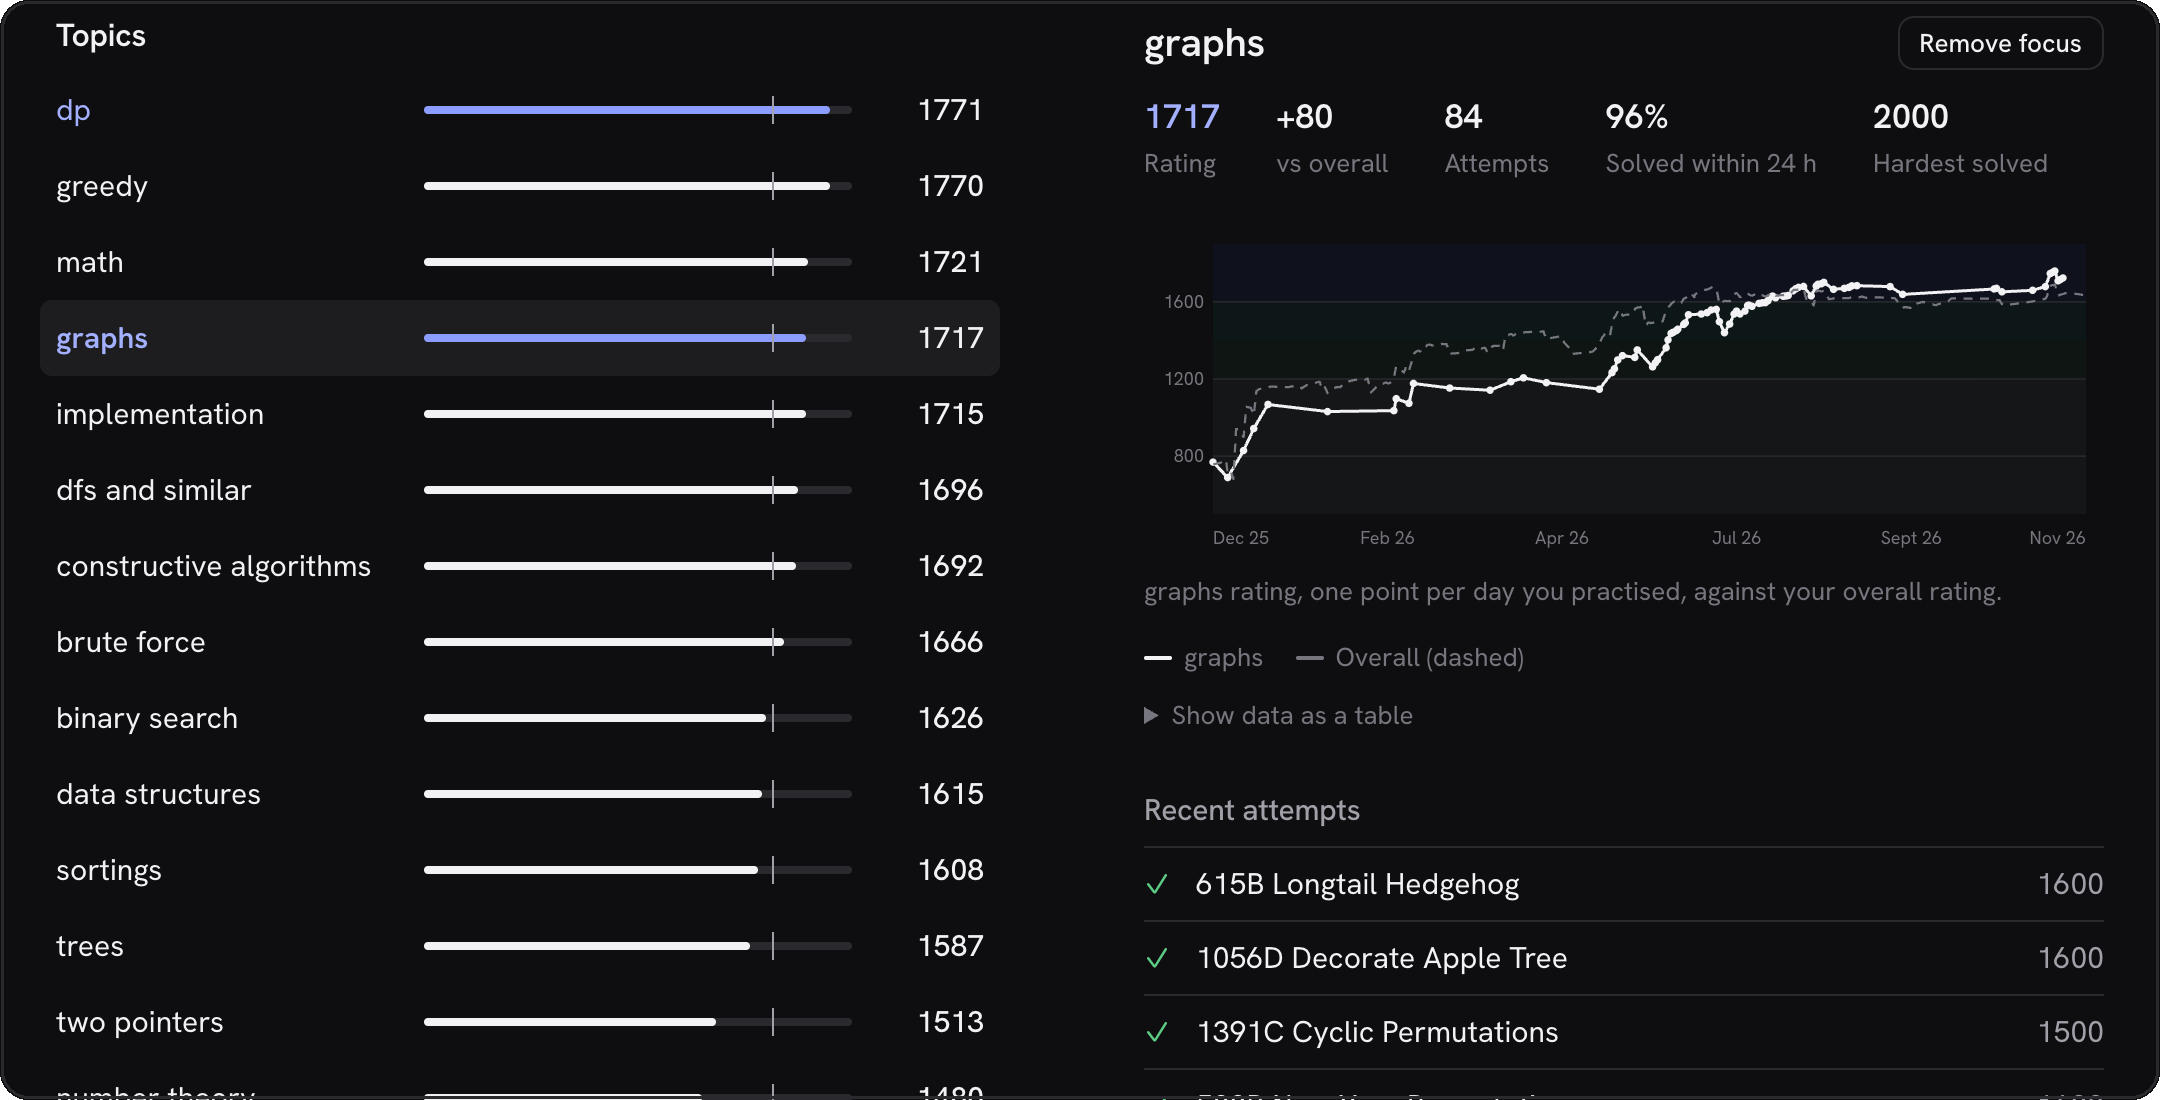 Topics
dp 1771
greedy 1770
math 1721
graphs 1717
implementation 1715
dfs and similar 1696
constructive algorithms 1692
brute force 1666
binary search 1626
data structures 1615
sortings 1608
trees 1587
two pointers 1513
number theory 1480
graphs
Remove focus
1717 +80 84 96% 2000
Rating vs overall Attempts Solved within 24 h Hardest solved
1600
1200
800
Dec 25 Feb 26 Apr 26 Jul 26 Sept 26 Nov 26
graphs rating, one point per day you practised, against your overall rating.
graphs Overall (dashed)
Show data as a table
Recent attempts
615B Longtail Hedgehog 1600
1056D Decorate Apple Tree 1600
1391C Cyclic Permutations 1500